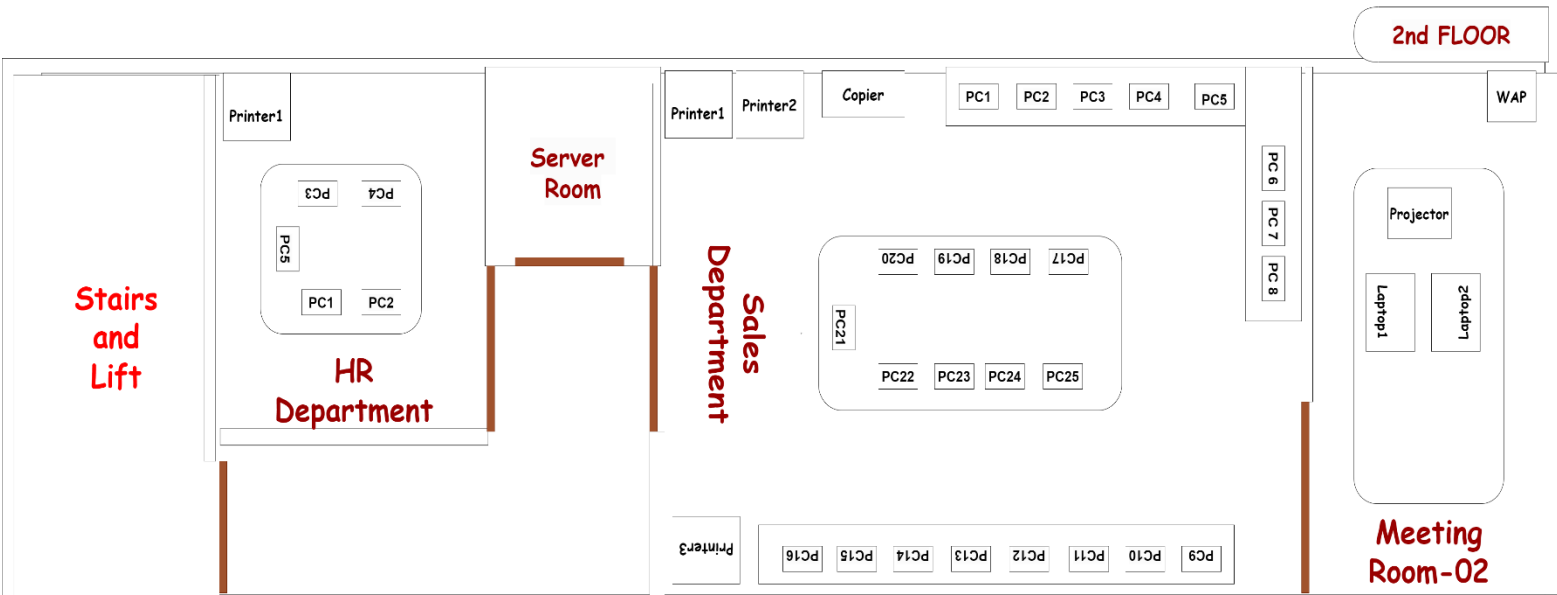 2nd FLOOR
Printer1
PC3
PC4
PC5
PC1
PC2
HR
Department
Stairs
and
Lift
Server
Room
Printer1
Printer2
Copier
PC1
PC2
PC3
PC4
PC5
PC 6
PC 7
PC 8
Sales
Department
PC20
PC19
PC18
PC17
PC21
PC22
PC23
PC24
PC25
Printer3
PC16
PC15
PC14
PC13
PC12
PC11
PC10
PC9
WAP
Projector
Laptop1
Laptop2
Meeting
Room-02